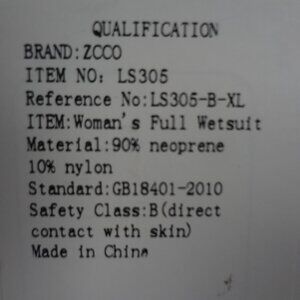 QUALIFICATION
BRAND:ZCCO
ITEM NO: LS305
Reference No:LS305-B-XL
ITEM:Woman's Full Wetsuit
Material:90% neoprene
10% nylon
Standard:GB18401-2010
Safety Class:B(direct
contact with skin)
Made in China